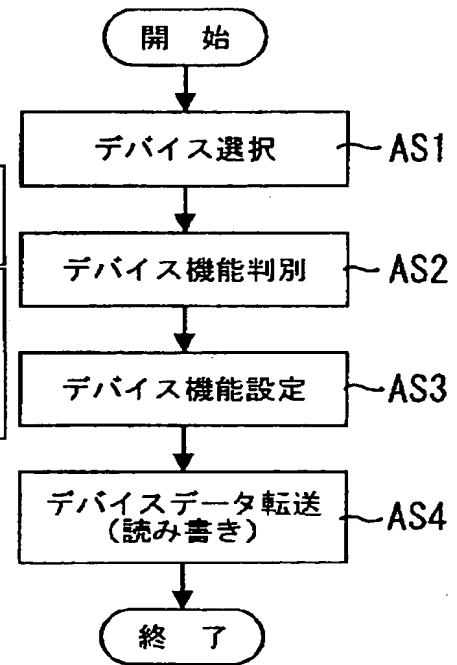 開 始
デバイス選択 AS1
デバイス機能判別 AS2
デバイス機能設定 AS3
デバイスデータ転送
(読み書き) AS4
終 了